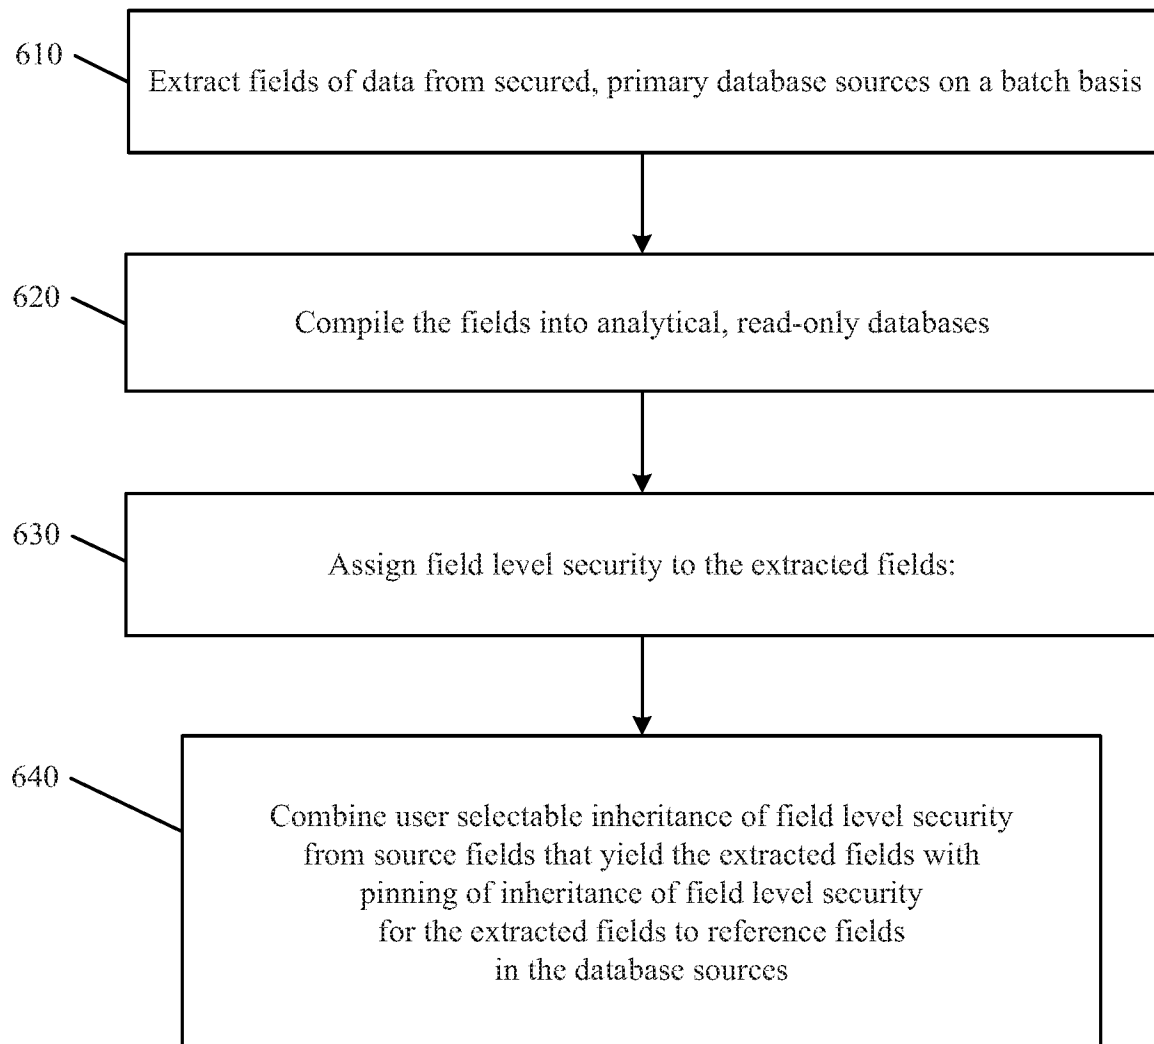 610
Extract fields of data from secured, primary database sources on a batch basis
620
Compile the fields into analytical, read-only databases
630
Assign field level security to the extracted fields:
640
Combine user selectable inheritance of field level security
from source fields that yield the extracted fields with
pinning of inheritance of field level security
for the extracted fields to reference fields
in the database sources